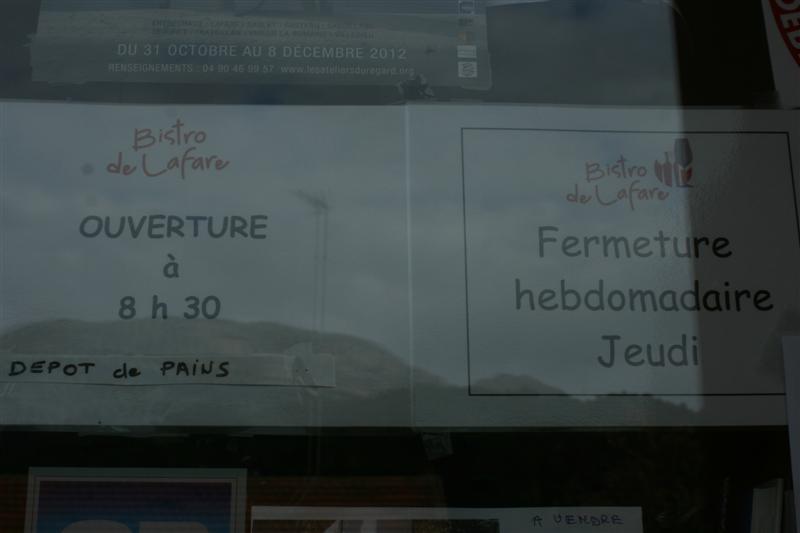 DU 31 OCTOBRE AU 8 DÉCEMBRE 2012
RENSEIGNEMENTS : 04 90 46 99 57 www.lesateliersduregard.org
Bistro
de Lafare
OUVERTURE
à
8 h 30
DEPOT de PAINS
Bistro
de Lafare
Fermeture
hebdomadaire
Jeudi
A VENDRE